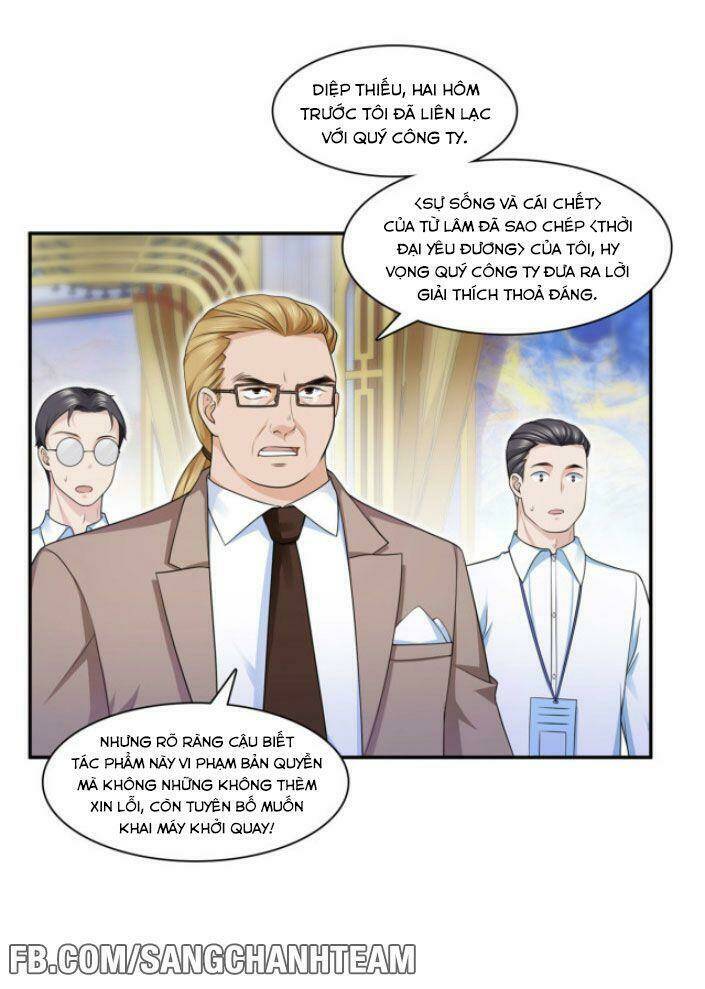 DIỆP THIẾU, HAI HÔM
TRƯỚC TÔI ĐÃ LIÊN LẠC
VỚI QUÝ CÔNG TY.
<SỰ SỐNG VÀ CÁI CHẾT>
CỦA TỪ LÂM ĐÃ SAO CHÉP <THỜI
ĐẠI YÊU ĐƯƠNG> CỦA TÔI, HY
VỌNG QUÝ CÔNG TY ĐƯA RA LỜI
GIẢI THÍCH THOẢ ĐÁNG.
NHƯNG RÕ RÀNG CẬU BIẾT
TÁC PHẨM NÀY VI PHẠM BẢN QUYỀN
MÀ KHÔNG NHỮNG KHÔNG THÈM
XIN LỖI, CÒN TUYÊN BỐ MUỐN
KHAI MÁY KHỞI QUAY!
FB.COM/SANGCHANHTEAM